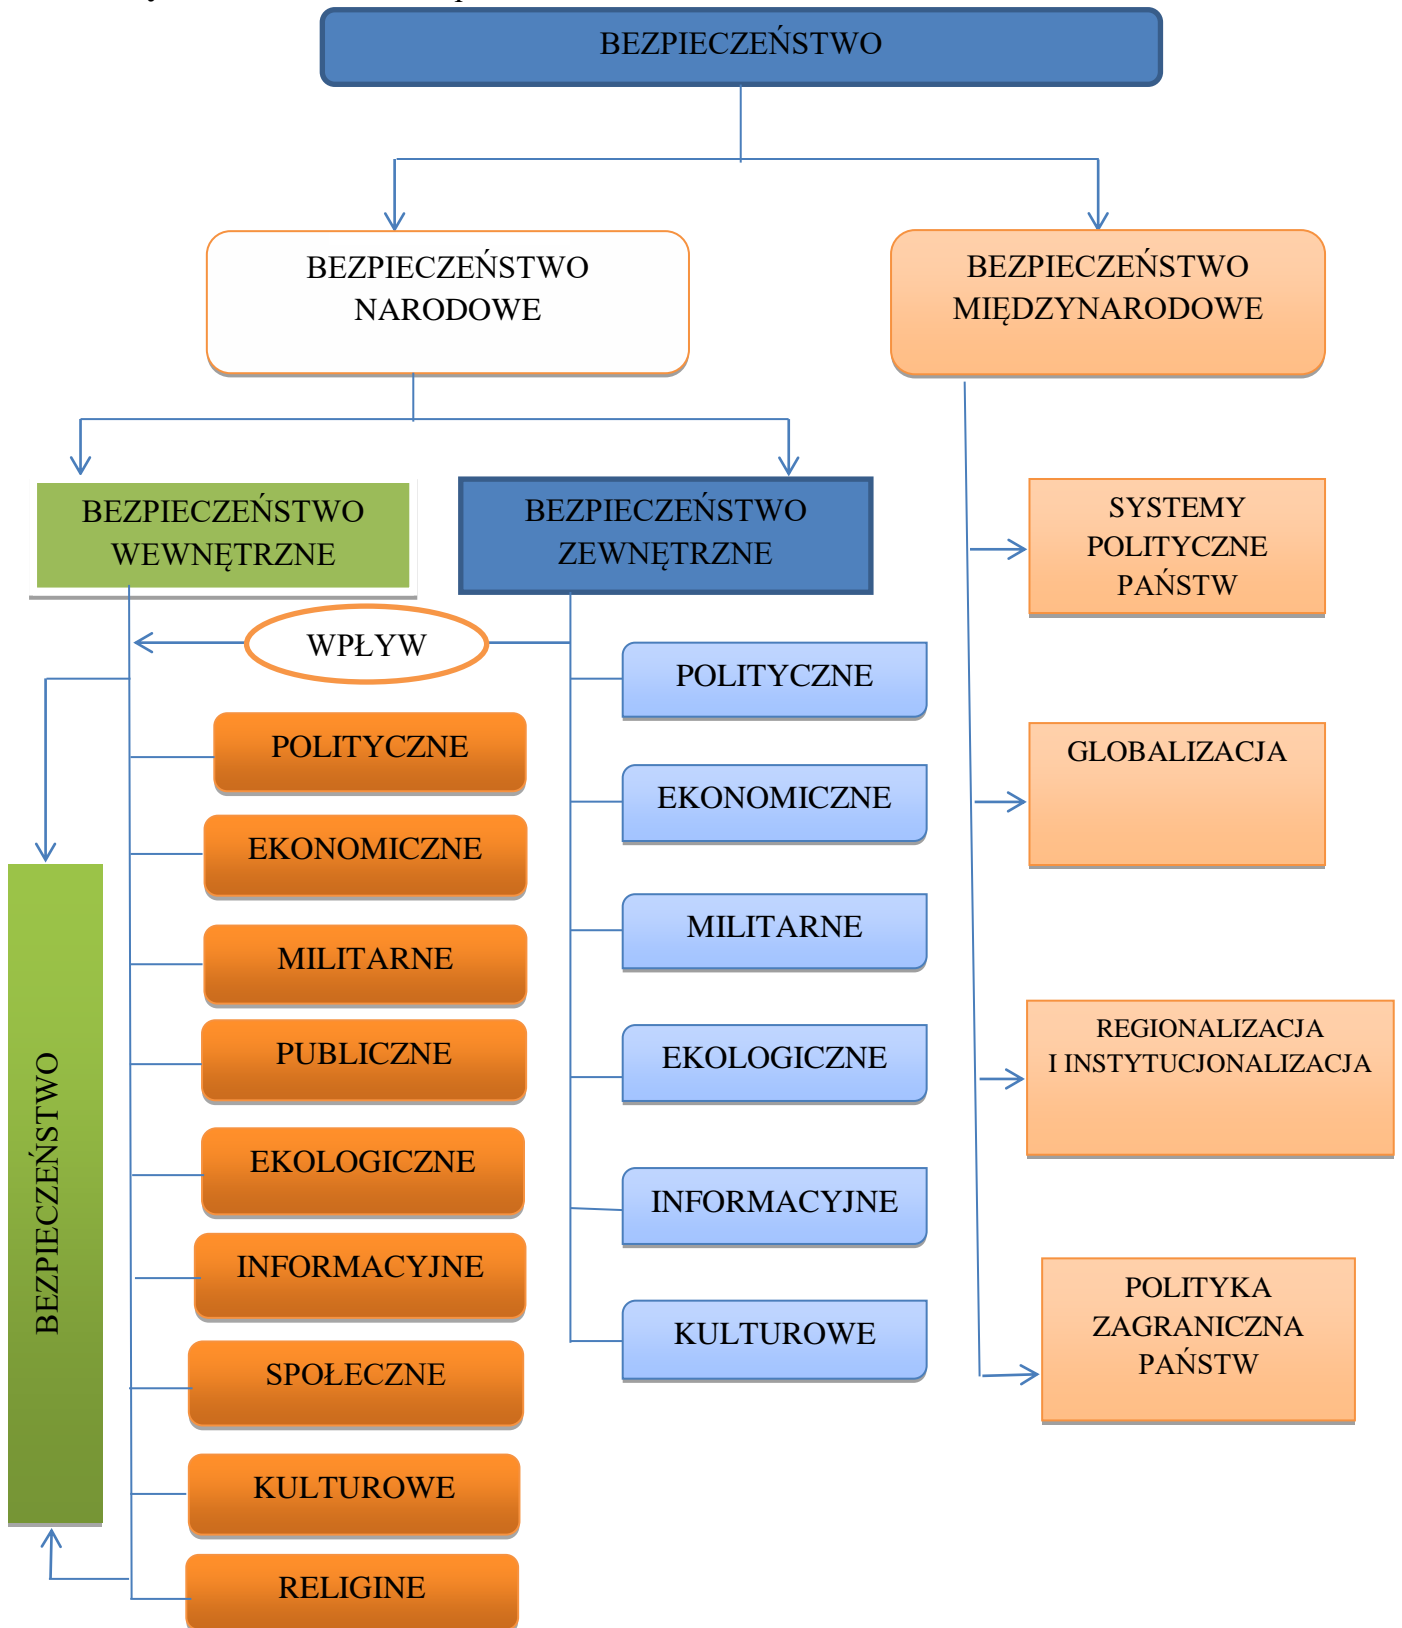 BEZPIECZEŃSTWO
BEZPIECZEŃSTWO
NARODOWE
BEZPIECZEŃSTWO
MIĘDZYNARODOWE
BEZPIECZEŃSTWO
WEWNĘTRZNE
BEZPIECZEŃSTWO
ZEWNĘTRZNE
WPŁYW
POLITYCZNE
EKONOMICZNE
MILITARNE
PUBLICZNE
EKOLOGICZNE
INFORMACYJNE
SPOŁECZNE
KULTUROWE
RELIGINE
BEZPIECZEŃSTWO
POLITYCZNE
EKONOMICZNE
MILITARNE
EKOLOGICZNE
INFORMACYJNE
KULTUROWE
SYSTEMY
POLITYCZNE
PAŃSTW
GLOBALIZACJA
REGIONALIZACJA
I INSTYTUCJONALIZACJA
POLITYKA
ZAGRANICZNA
PAŃSTW